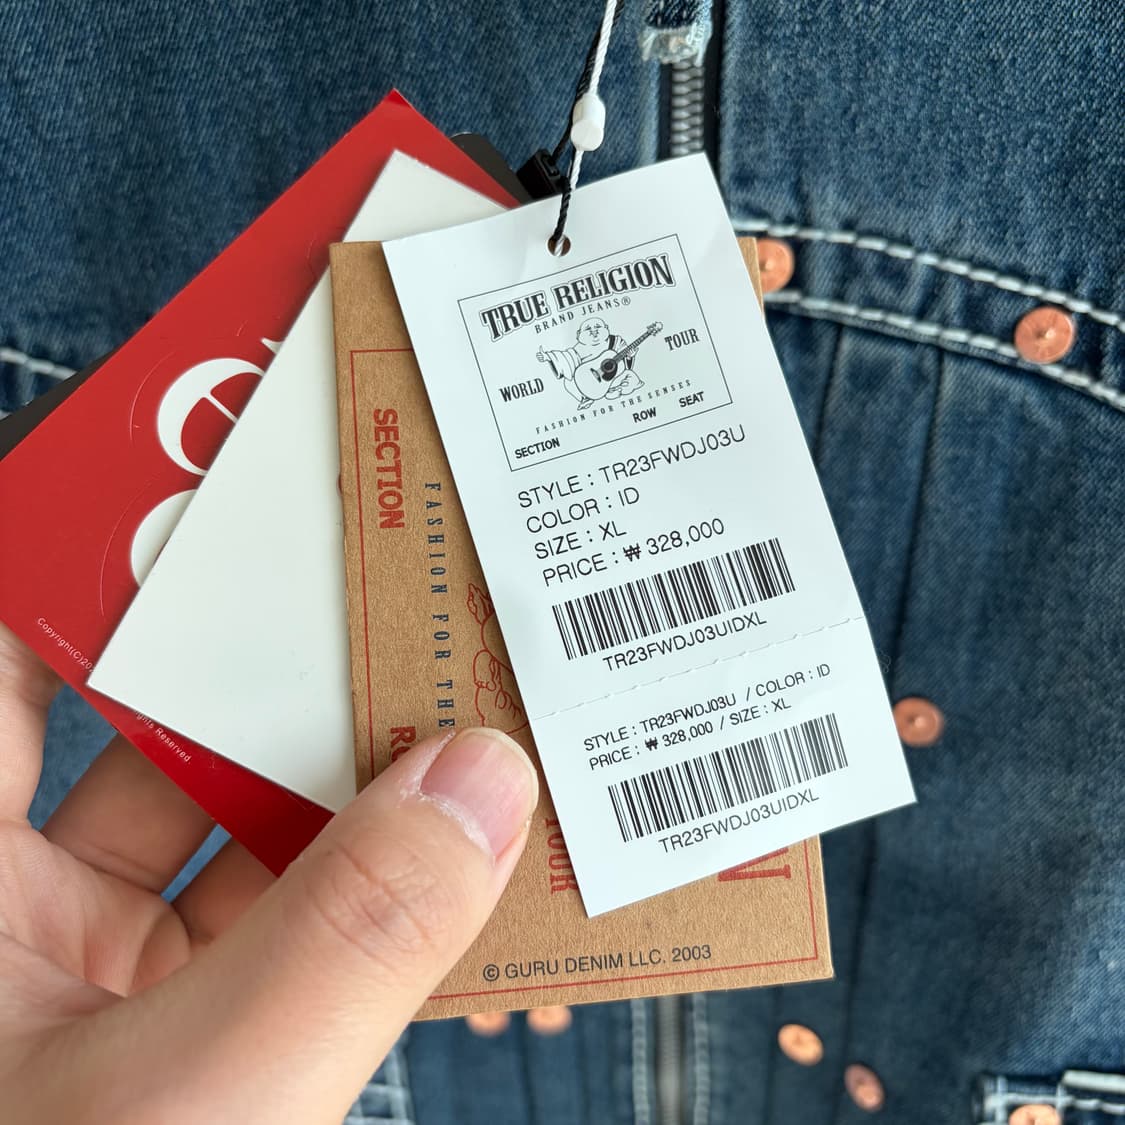 TRUE RELIGION
BRAND JEANS®
WORLD
TOUR
FASHION FOR THE SENSES
SECTION
ROW
SEAT
STYLE : TR23FWDJ03U
COLOR : ID
SIZE : XL
PRICE : ₩ 328,000
TR23FWDJ03UIDXL
STYLE : TR23FWDJ03U / COLOR : ID
PRICE : ₩ 328,000 / SIZE : XL
TR23FWDJ03UIDXL
SECTION
FASHION FOR THE
TOUR
© GURU DENIM LLC. 2003
Copyright(C)
Reserved